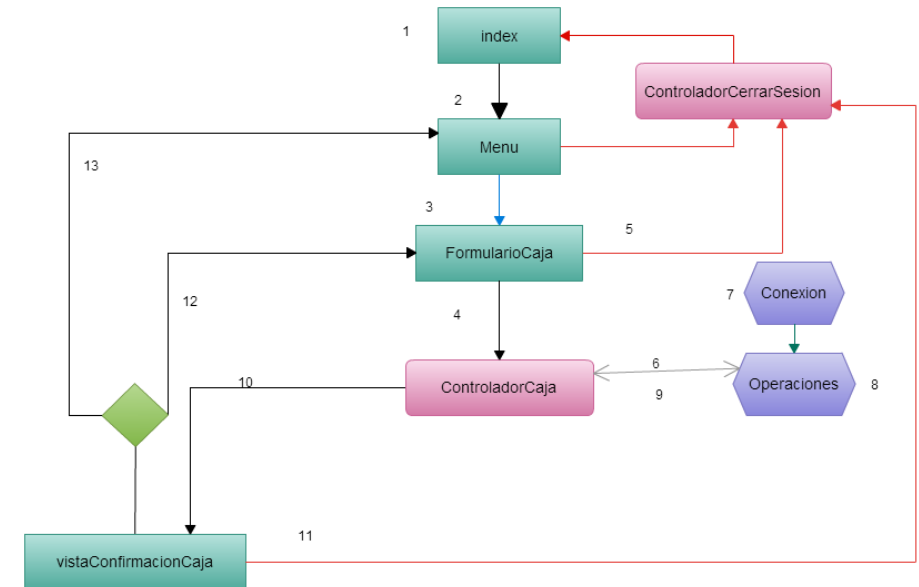 1
index
ControladorCerrarSesion
2
Menu
13
3
5
FormularioCaja
12
7
Conexion
4
6
10
ControladorCaja
Operaciones
8
9
11
vistaConfirmacionCaja